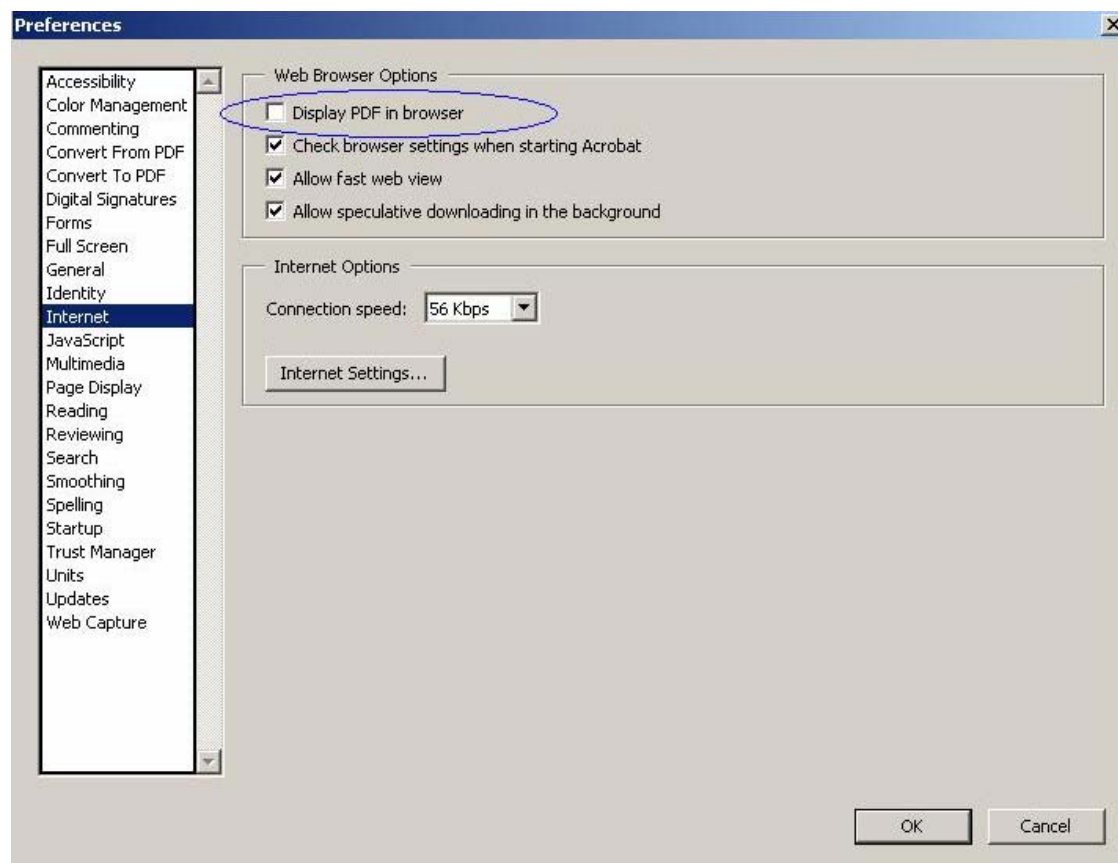 Preferences
Accessibility
Color Management
Commenting
Convert From PDF
Convert To PDF
Digital Signatures
Forms
Full Screen
General
Identity
Internet
JavaScript
Multimedia
Page Display
Reading
Reviewing
Search
Smoothing
Spelling
Startup
Trust Manager
Units
Updates
Web Capture
Web Browser Options
Display PDF in browser
Check browser settings when starting Acrobat
Allow fast web view
Allow speculative downloading in the background
Internet Options
Connection speed: 56 Kbps
Internet Settings...
OK Cancel